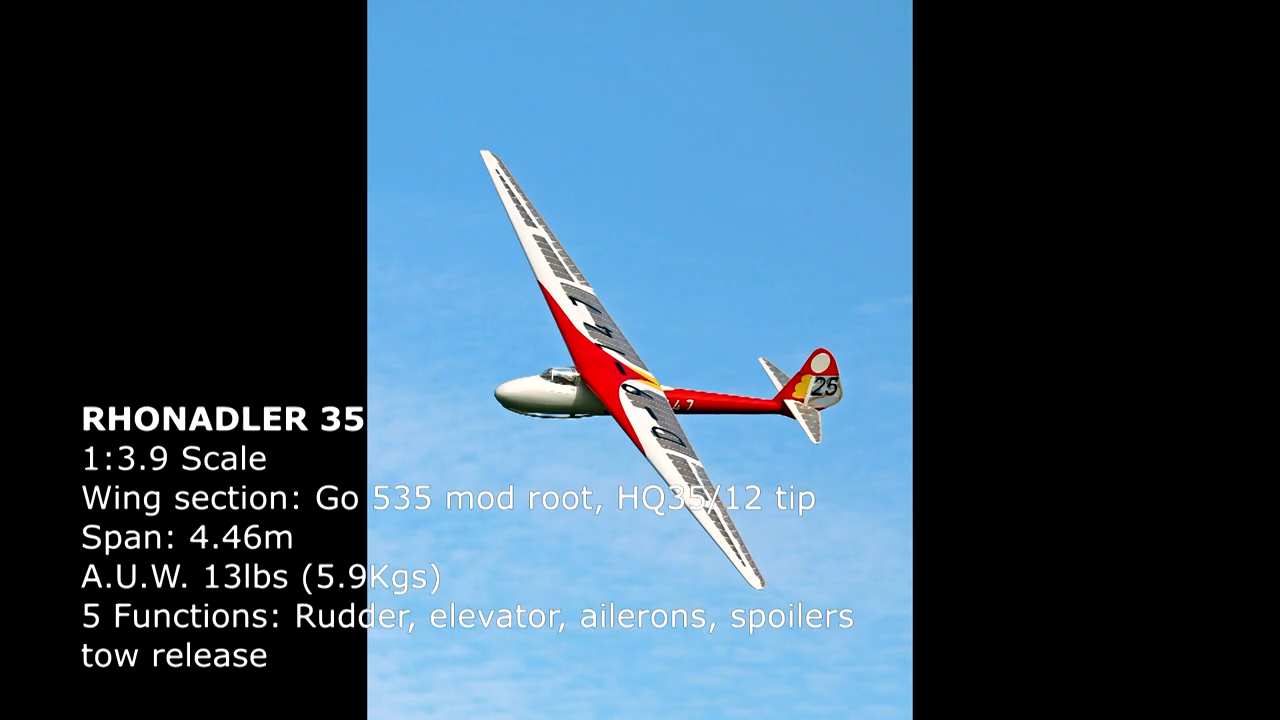 25
47
RHONADLER 35
1:3.9 Scale
Wing section: Go 535 mod root, HQ35/12 tip
Span: 4.46m
A.U.W. 13lbs (5.9Kgs)
5 Functions: Rudder, elevator, ailerons, spoilers
tow release